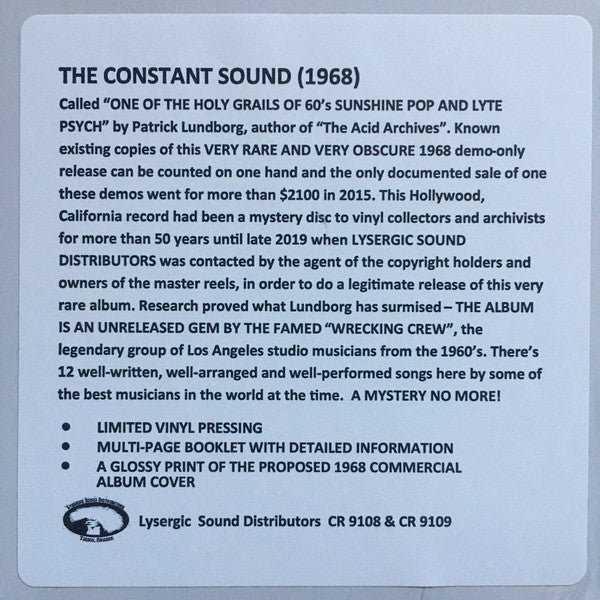 THE CONSTANT SOUND (1968)
Called “ONE OF THE HOLY GRAILS OF 60’s SUNSHINE POP AND LYTE
PSYCH” by Patrick Lundborg, author of “The Acid Archives”. Known
existing copies of this VERY RARE AND VERY OBSCURE 1968 demo-only
release can be counted on one hand and the only documented sale of one
these demos went for more than $2100 in 2015. This Hollywood,
California record had been a mystery disc to vinyl collectors and archivists
for more than 50 years until late 2019 when LYSERGIC SOUND
DISTRIBUTORS was contacted by the agent of the copyright holders and
owners of the master reels, in order to do a legitimate release of this very
rare album. Research proved what Lundborg has surmised – THE ALBUM
IS AN UNRELEASED GEM BY THE FAMED “WRECKING CREW”, the
legendary group of Los Angeles studio musicians from the 1960’s. There’s
12 well-written, well-arranged and well-performed songs here by some of
the best musicians in the world at the time. A MYSTERY NO MORE!
• LIMITED VINYL PRESSING
• MULTI-PAGE BOOKLET WITH DETAILED INFORMATION
• A GLOSSY PRINT OF THE PROPOSED 1968 COMMERCIAL
ALBUM COVER
LYSERGIC SOUND DISTRIBUTORS
Lysergic Sound Distributors CR 9108 & CR 9109